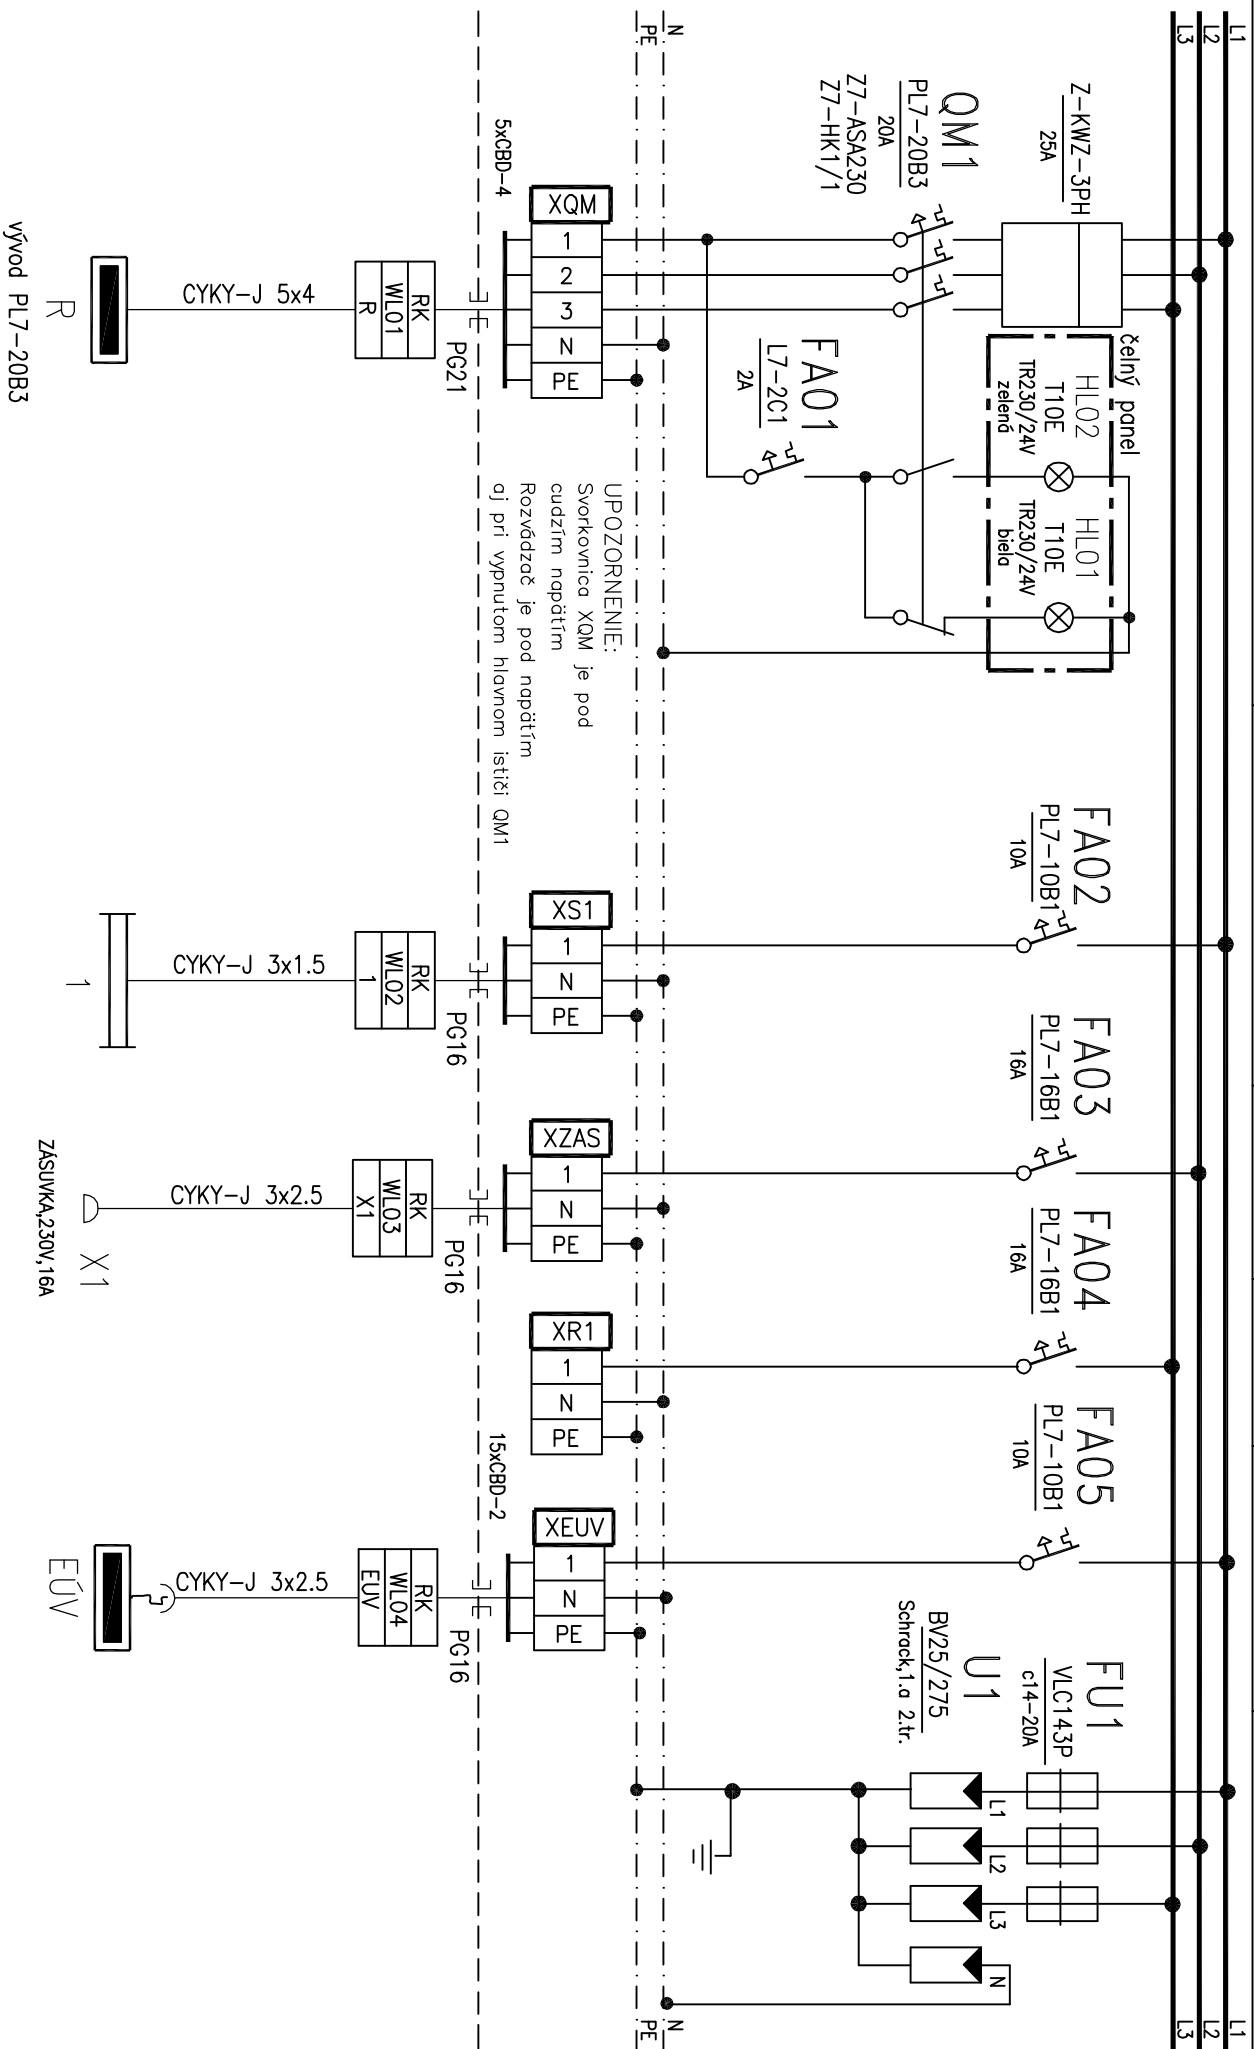 L1
L2
L3
N
PE
Z-KWZ-3PH
25A
QM1
PL7-20B3
20A
Z7-ASA230
Z7-HK1/1
čelný panel
HL02
T10E
TR230/24V
zelená
HL01
T10E
TR230/24V
biela
FA01
L7-2C1
2A
5xCBD-4
XQM
1
2
3
N
PE
PG21
RK
WL01
R
CYKY-J 5x4
R
vývod PL7-20B3
UPOZORNENIE:
Svorkovnica XQM je pod
cudzím napätím
Rozvádzač je pod napätím
aj pri vypnutom hlavnom ističi QM1
FA02
PL7-10B1
10A
XS1
1
N
PE
PG16
RK
WL02
1
CYKY-J 3x1.5
1
FA03
PL7-16B1
16A
XZAS
1
N
PE
PG16
RK
WL03
X1
CYKY-J 3x2.5
X1
ZÁSUVKA,230V,16A
FA04
PL7-16B1
16A
XR1
1
N
PE
15xCBD-2
FA05
PL7-10B1
10A
XEUV
1
N
PE
PG16
RK
WL04
EUV
CYKY-J 3x2.5
EÚV
FU1
VLC143P
c14-20A
U1
BV25/275
Schrack,1.a 2.tr.
L1
L2
L3
N
L1
L2
L3
N
PE